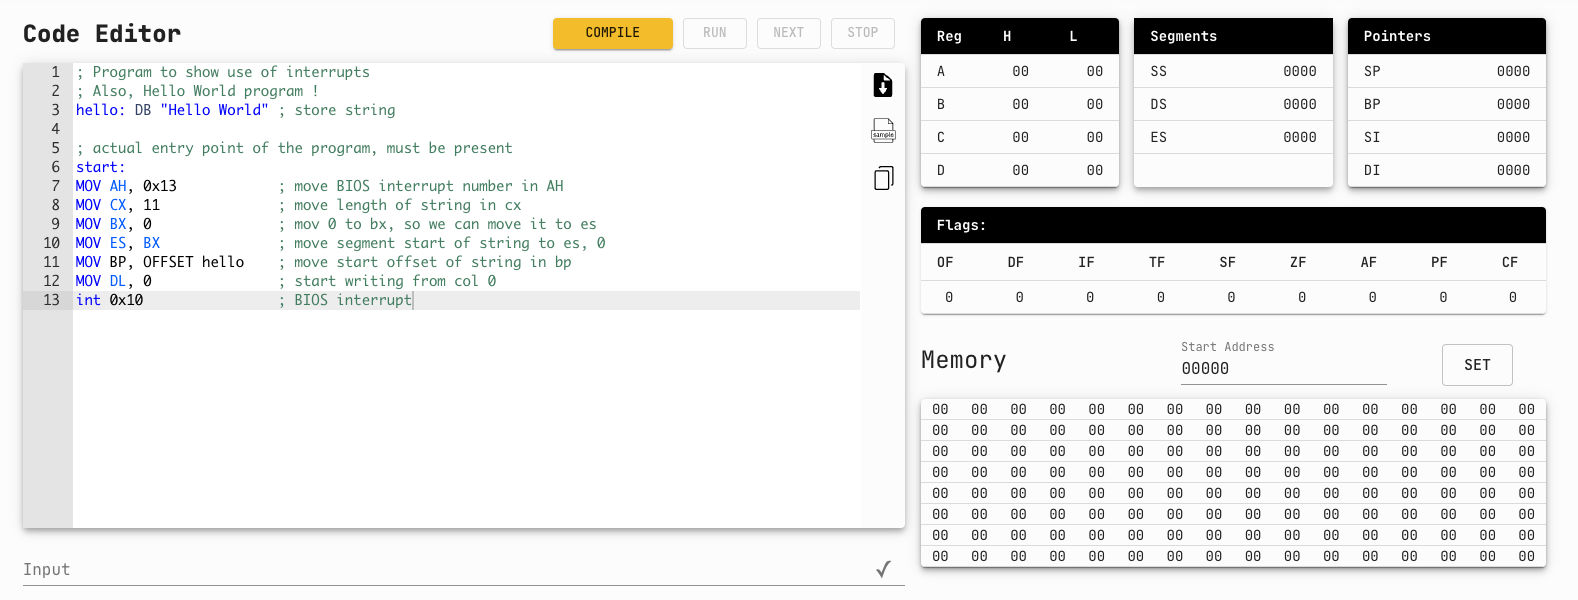 Code Editor
COMPILE RUN NEXT STOP
1 ; Program to show use of interrupts
2 ; Also, Hello World program !
3 hello: DB "Hello World" ; store string
4
5 ; actual entry point of the program, must be present
6 start:
7 MOV AH, 0x13            ; move BIOS interrupt number in AH
8 MOV CX, 11              ; move length of string in cx
9 MOV BX, 0               ; mov 0 to bx, so we can move it to es
10 MOV ES, BX              ; move segment start of string to es, 0
11 MOV BP, OFFSET hello    ; move start offset of string in bp
12 MOV DL, 0               ; start writing from col 0
13 int 0x10                ; BIOS interrupt
sample
Input
Reg H L
A 00 00
B 00 00
C 00 00
D 00 00
Segments
SS 0000
DS 0000
ES 0000
Pointers
SP 0000
BP 0000
SI 0000
DI 0000
Flags:
OF DF IF TF SF ZF AF PF CF
0 0 0 0 0 0 0 0 0
Memory
Start Address
00000
SET
00 00 00 00 00 00 00 00 00 00 00 00 00 00 00 00
00 00 00 00 00 00 00 00 00 00 00 00 00 00 00 00
00 00 00 00 00 00 00 00 00 00 00 00 00 00 00 00
00 00 00 00 00 00 00 00 00 00 00 00 00 00 00 00
00 00 00 00 00 00 00 00 00 00 00 00 00 00 00 00
00 00 00 00 00 00 00 00 00 00 00 00 00 00 00 00
00 00 00 00 00 00 00 00 00 00 00 00 00 00 00 00
00 00 00 00 00 00 00 00 00 00 00 00 00 00 00 00